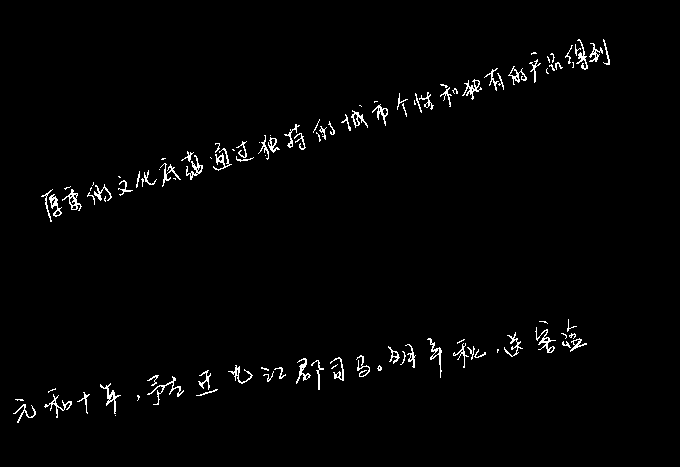 厚重的文化底蕴通过独特的城市个性和独有的产品得到
元和十年,予左迁九江郡司马。明年秋,送客湓